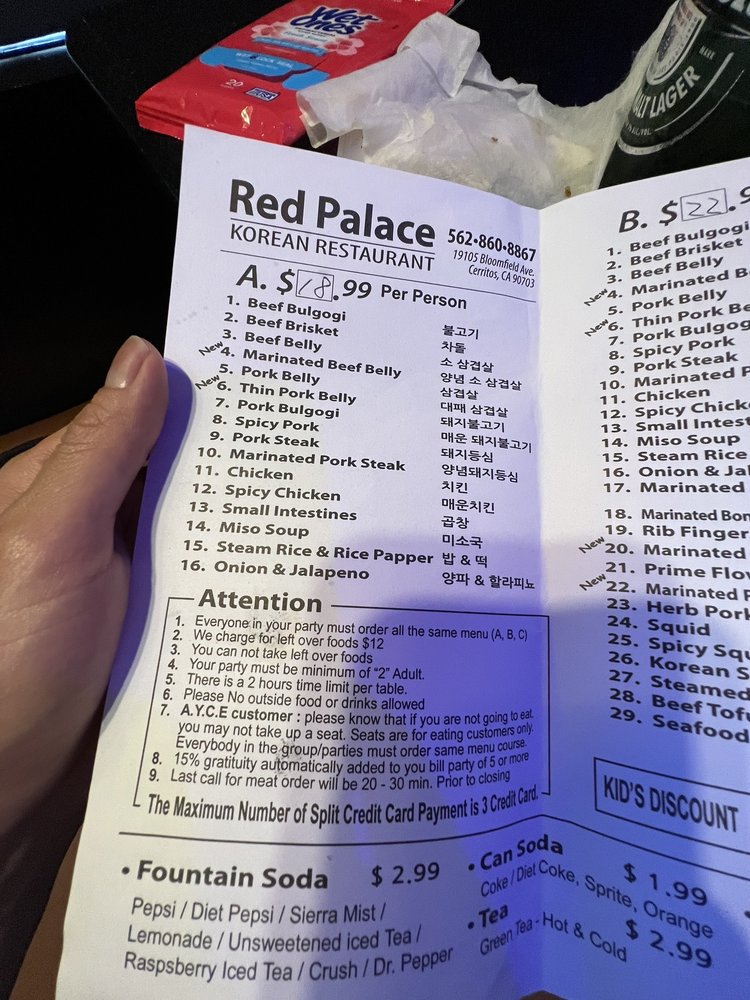 Wet Ones
20
MALT LAGER
Red Palace
KOREAN RESTAURANT
562•860•8867
19105 Bloomfield Ave.
Cerritos, CA 90703
A. $18.99 Per Person
1. Beef Bulgogi 불고기
2. Beef Brisket 차돌
3. Beef Belly 소 삼겹살
New 4. Marinated Beef Belly 양념 소 삼겹살
5. Pork Belly 삼겹살
New 6. Thin Pork Belly 대패 삼겹살
7. Pork Bulgogi 돼지불고기
8. Spicy Pork 매운 돼지불고기
9. Pork Steak 돼지등심
10. Marinated Pork Steak 양념돼지등심
11. Chicken 치킨
12. Spicy Chicken 매운치킨
13. Small Intestines 곱창
14. Miso Soup 미소국
15. Steam Rice & Rice Papper 밥 & 떡
16. Onion & Jalapeno 양파 & 할라피뇨
Attention
1. Everyone in your party must order all the same menu (A, B, C)
2. We charge for left over foods $12
3. You can not take left over foods
4. Your party must be minimum of “2” Adult.
5. There is a 2 hours time limit per table.
6. Please No outside food or drinks allowed
7. A.Y.C.E customer : please know that if you are not going to eat.
you may not take up a seat. Seats are for eating customers only.
Everybody in the group/parties must order same menu course.
8. 15% gratituity automatically added to you bill party of 5 or more
9. Last call for meat order will be 20 - 30 min. Prior to closing
The Maximum Number of Split Credit Card Payment is 3 Credit Card.
• Fountain Soda $ 2.99
Pepsi / Diet Pepsi / Sierra Mist /
Lemonade / Unsweetened iced Tea /
Raspsberry Iced Tea / Crush / Dr. Pepper
• Can Soda $ 1.99
Coke / Diet Coke, Sprite, Orange
• Tea $ 2.99
Green Tea - Hot & Cold
B. $22.9
1. Beef Bulgogi
2. Beef Brisket
3. Beef Belly
New 4. Marinated B
5. Pork Belly
New 6. Thin Pork Be
7. Pork Bulgog
8. Spicy Pork
9. Pork Steak
10. Marinated P
11. Chicken
12. Spicy Chick
13. Small Intest
14. Miso Soup
15. Steam Rice
16. Onion & Jal
17. Marinated
18. Marinated Bon
19. Rib Finger
New 20. Marinated
21. Prime Flo
New 22. Marinated P
23. Herb Pork
24. Squid
25. Spicy Squ
26. Korean S
27. Steamed
28. Beef Tof
29. Seafood
KID'S DISCOUNT